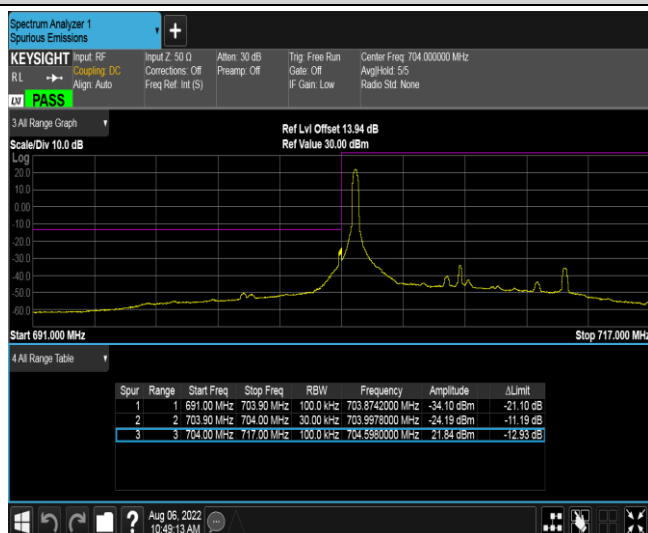 Spectrum Analyzer 1
Spurious Emissions
+
KEYSIGHT Input: RF Input Z: 50 Ω Atten: 30 dB Trig: Free Run Center Freq: 704.000000 MHz
R L Coupling: DC Corrections: Off Preamp: Off Gate: Off Avg|Hold: 5/5
Align: Auto Freq Ref: Int (S) IF Gain: Low Radio Std: None
LXI PASS
3 All Range Graph
Ref Lvl Offset 13.94 dB
Scale/Div 10.0 dB Ref Value 30.00 dBm
Log
20.0
10.0
0.00
-10.0
-20.0
-30.0
-40.0
-50.0
-60.0
Start 691.000 MHz Stop 717.000 MHz
4 All Range Table
Spur Range Start Freq Stop Freq RBW Frequency Amplitude ΔLimit
1 1 691.00 MHz 703.90 MHz 100.0 kHz 703.8742000 MHz -34.10 dBm -21.10 dB
2 2 703.90 MHz 704.00 MHz 30.00 kHz 703.9978000 MHz -24.19 dBm -11.19 dB
3 3 704.00 MHz 717.00 MHz 100.0 kHz 704.5980000 MHz 21.84 dBm -12.93 dB
? Aug 06, 2022
10:49:13 AM